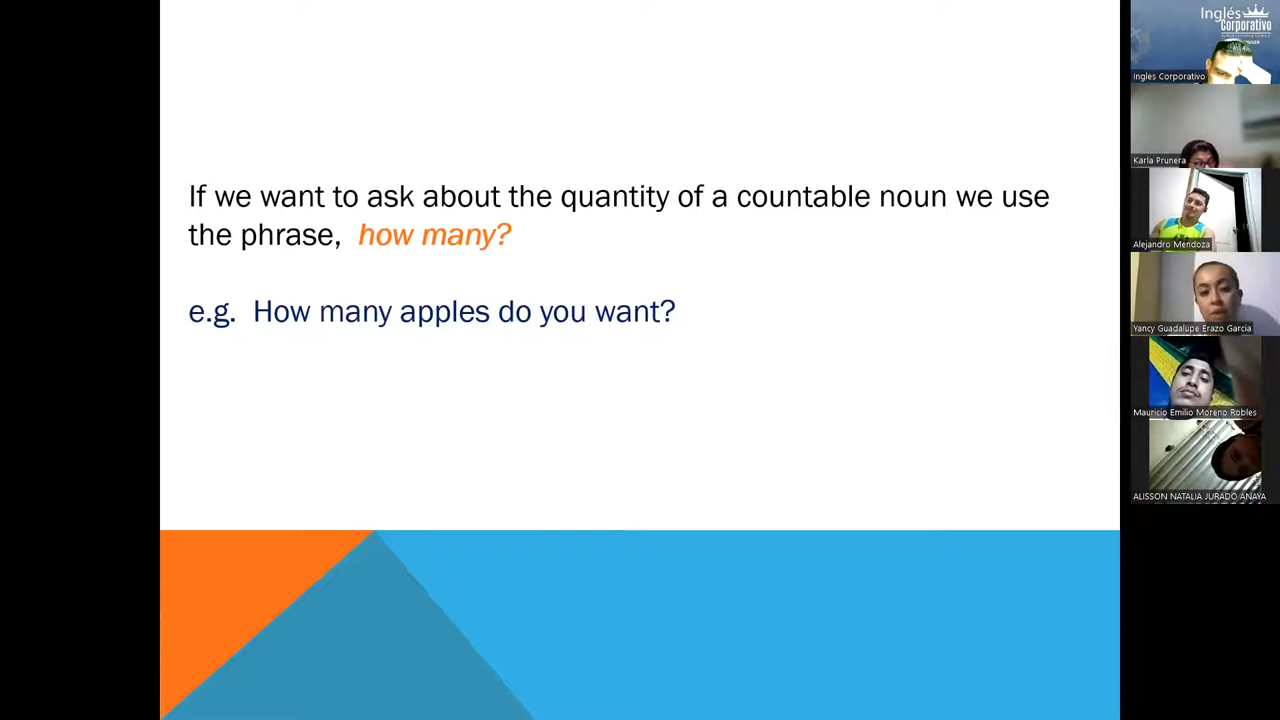 If we want to ask about the quantity of a countable noun we use
the phrase, how many?
e.g. How many apples do you want?
Inglés
Corporativo
Ingles Corporativo
Karla Prunera
Alejandro Mendoza
Yancy Guadalupe Erazo Garcia
Mauricio Emilio Moreno Robles
ALISSON NATALIA JURADO ANAYA